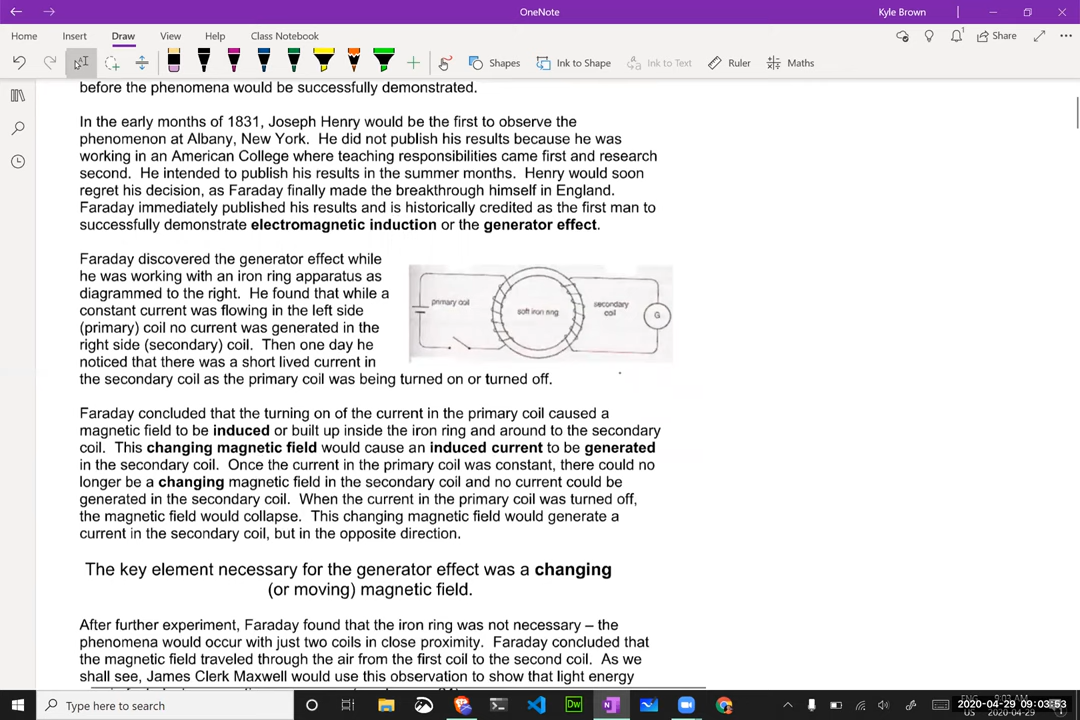 OneNote
Kyle Brown
Home Insert Draw View Help Class Notebook
Share
Shapes Ink to Shape Ink to Text Ruler Maths
before the phenomena would be successfully demonstrated.
In the early months of 1831, Joseph Henry would be the first to observe the
phenomenon at Albany, New York. He did not publish his results because he was
working in an American College where teaching responsibilities came first and research
second. He intended to publish his results in the summer months. Henry would soon
regret his decision, as Faraday finally made the breakthrough himself in England.
Faraday immediately published his results and is historically credited as the first man to
successfully demonstrate electromagnetic induction or the generator effect.
Faraday discovered the generator effect while
he was working with an iron ring apparatus as
diagrammed to the right. He found that while a
constant current was flowing in the left side
(primary) coil no current was generated in the
right side (secondary) coil. Then one day he
noticed that there was a short lived current in
the secondary coil as the primary coil was being turned on or turned off.
primary coil
soft iron ring
secondary
coil
G
Faraday concluded that the turning on of the current in the primary coil caused a
magnetic field to be induced or built up inside the iron ring and around to the secondary
coil. This changing magnetic field would cause an induced current to be generated
in the secondary coil. Once the current in the primary coil was constant, there could no
longer be a changing magnetic field in the secondary coil and no current could be
generated in the secondary coil. When the current in the primary coil was turned off,
the magnetic field would collapse. This changing magnetic field would generate a
current in the secondary coil, but in the opposite direction.
The key element necessary for the generator effect was a changing
(or moving) magnetic field.
After further experiment, Faraday found that the iron ring was not necessary – the
phenomena would occur with just two coils in close proximity. Faraday concluded that
the magnetic field traveled through the air from the first coil to the second coil. As we
shall see, James Clerk Maxwell would use this observation to show that light energy
Type here to search
Dw
2020-04-29 09:03:53